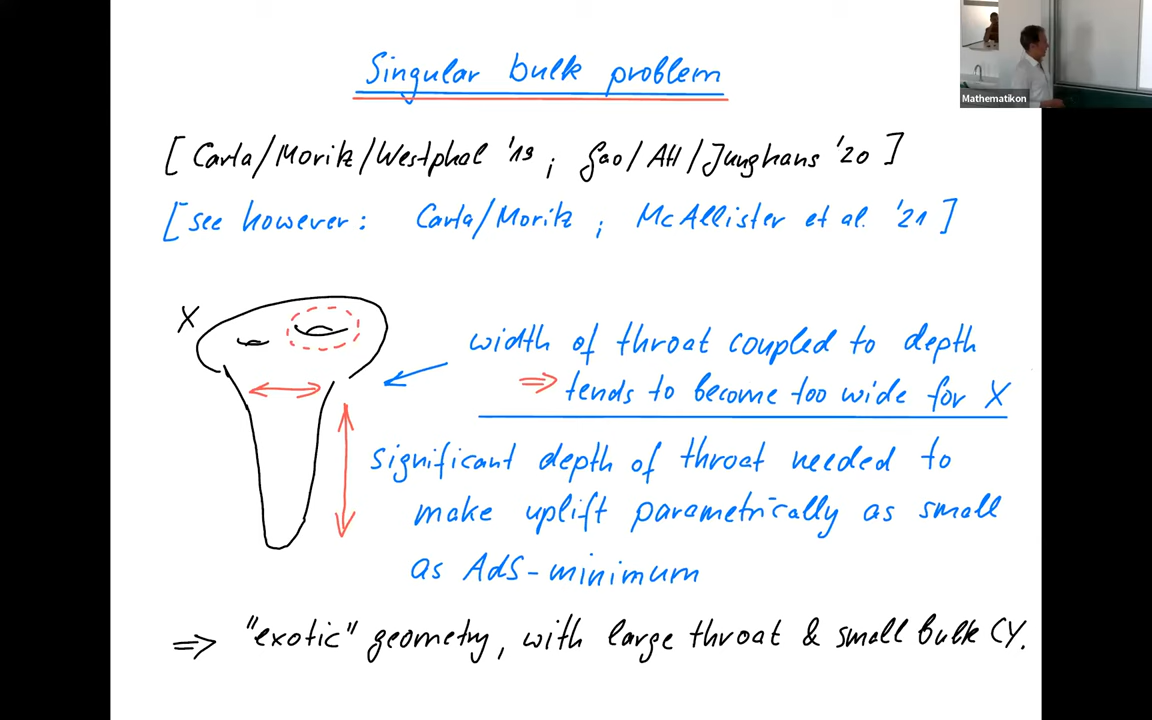 Singular bulk problem
[Carta/Moritz/Westphal '19 ; Gao/AH/Junghans '20]
[see however: Carta/Moritz ; McAllister et al. '21]
X
width of throat coupled to depth
⇒ tends to become too wide for X
significant depth of throat needed to
make uplift parametrically as small
as AdS-minimum
⇒ "exotic" geometry, with large throat & small bulk CY.
Mathematikon